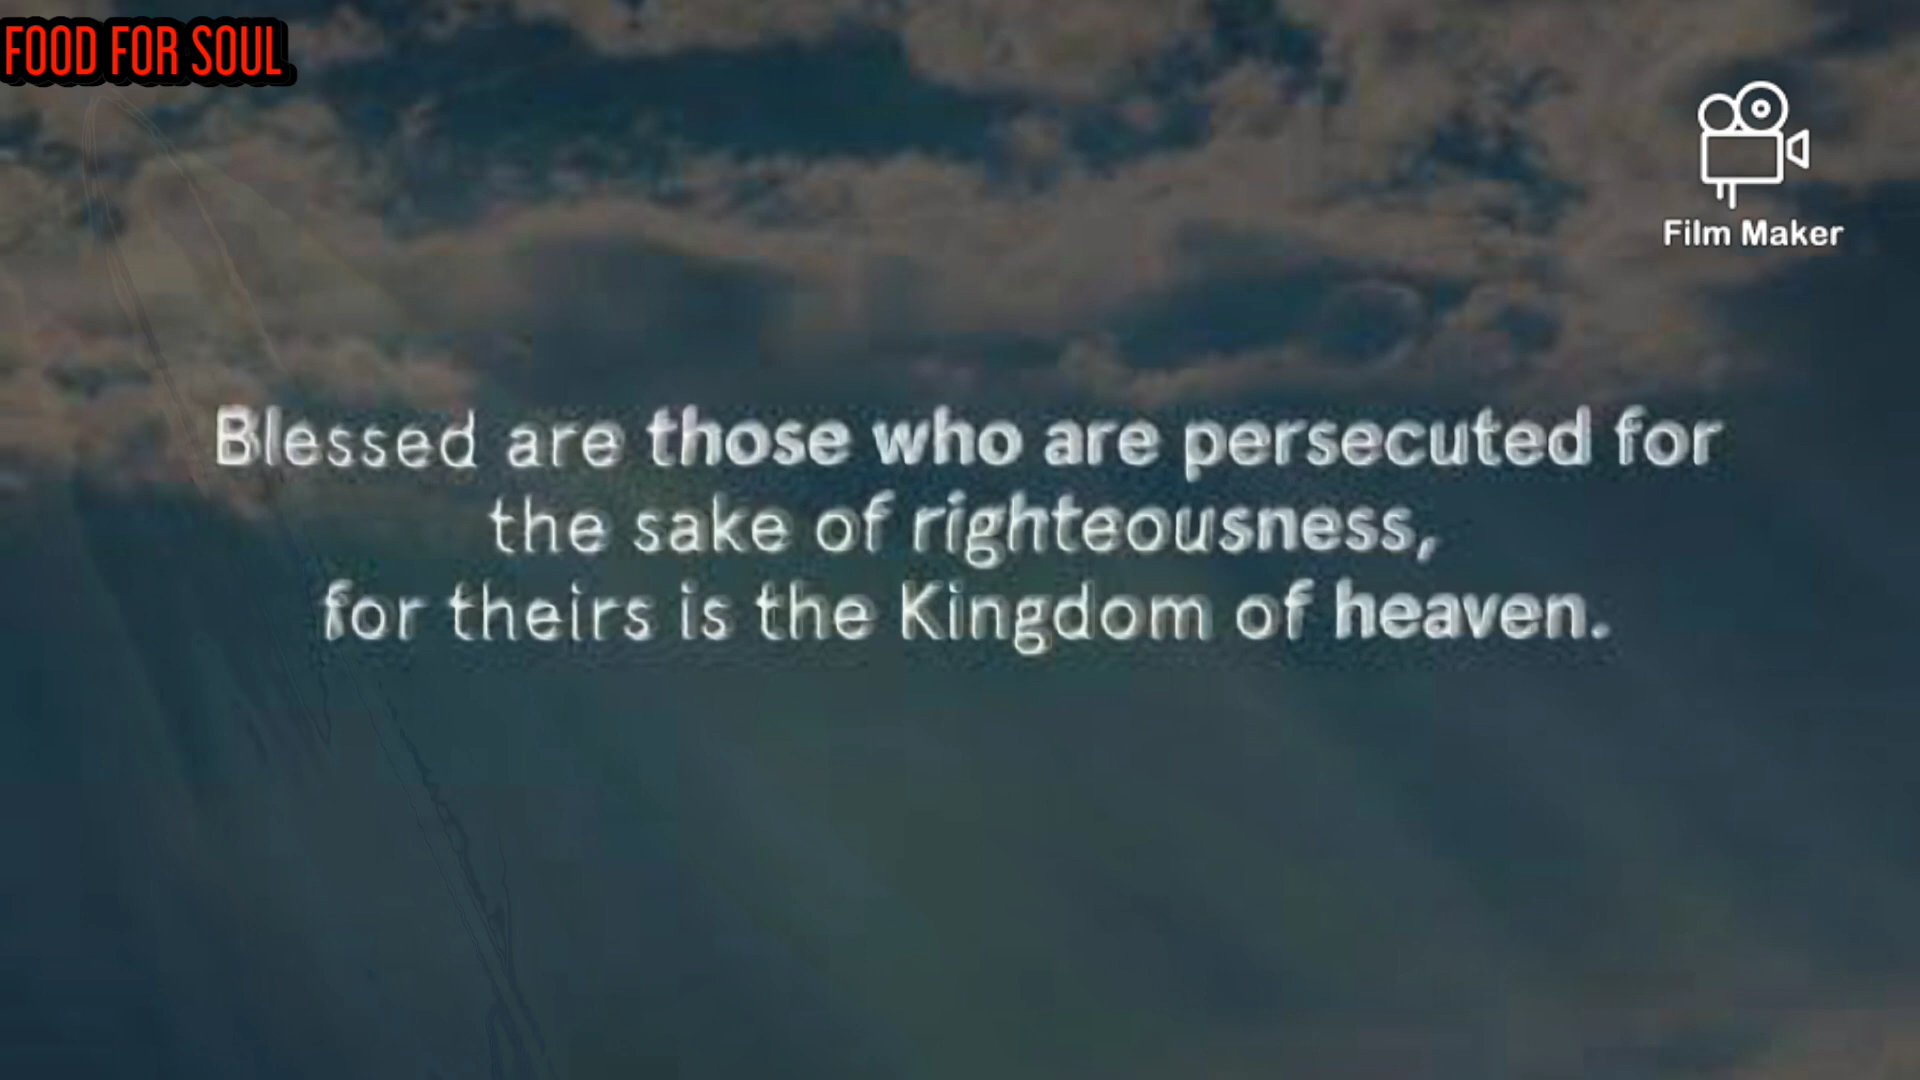 FOOD FOR SOUL
Film Maker
Blessed are those who are persecuted for
the sake of righteousness,
for theirs is the Kingdom of heaven.